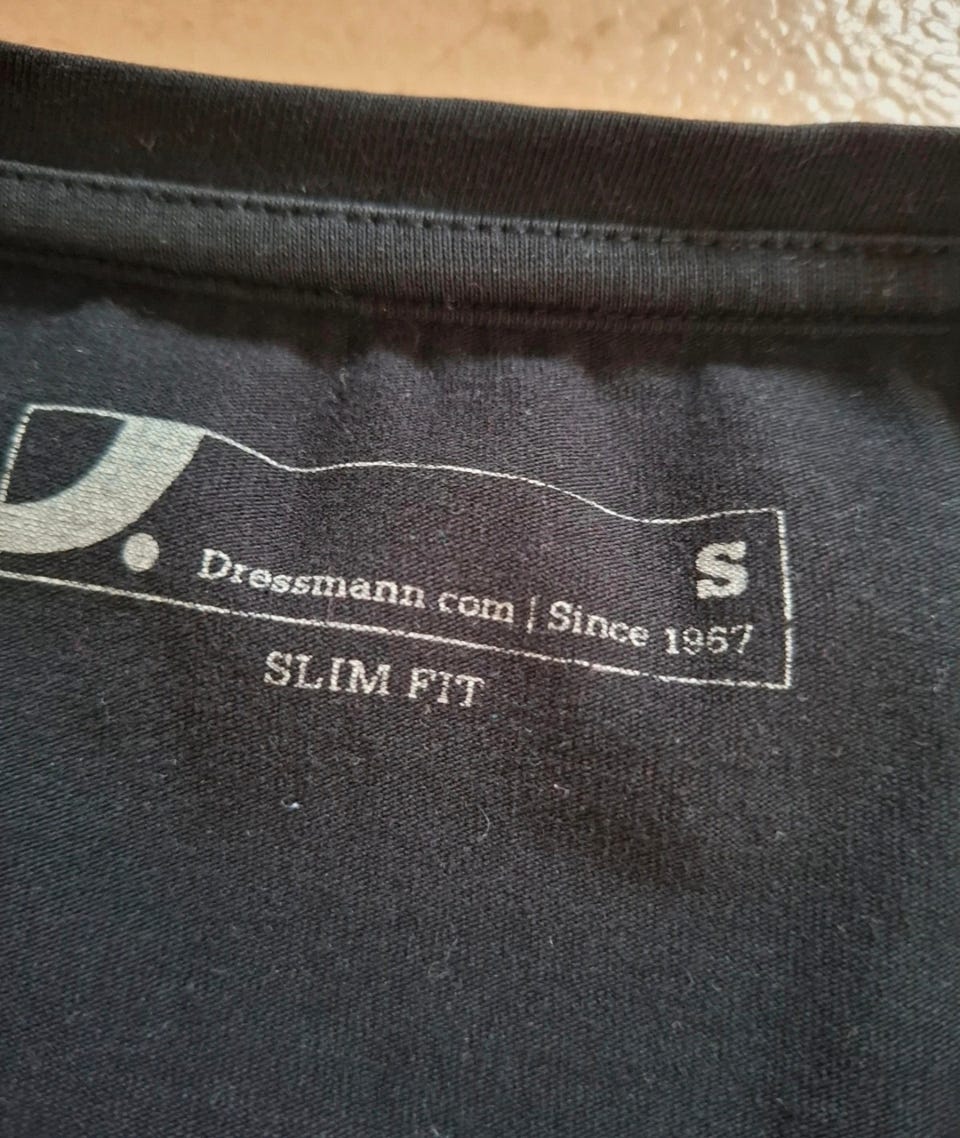 S
Dressmann com | Since 1967
SLIM FIT